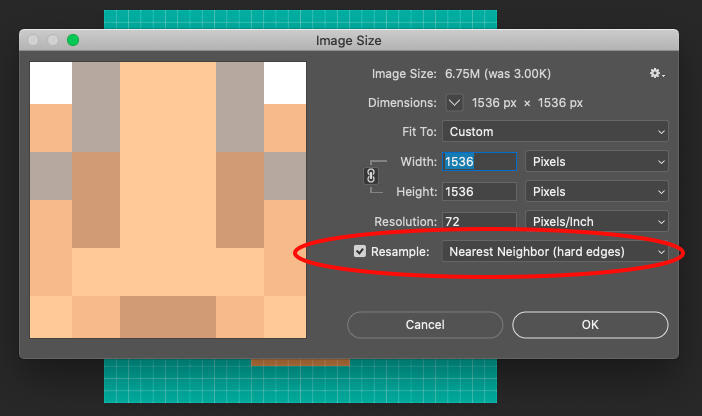 Image Size
Image Size: 6.75M (was 3.00K)
Dimensions: 1536 px × 1536 px
Fit To: Custom
Width: 1536 Pixels
Height: 1536 Pixels
Resolution: 72 Pixels/Inch
Resample: Nearest Neighbor (hard edges)
Cancel OK